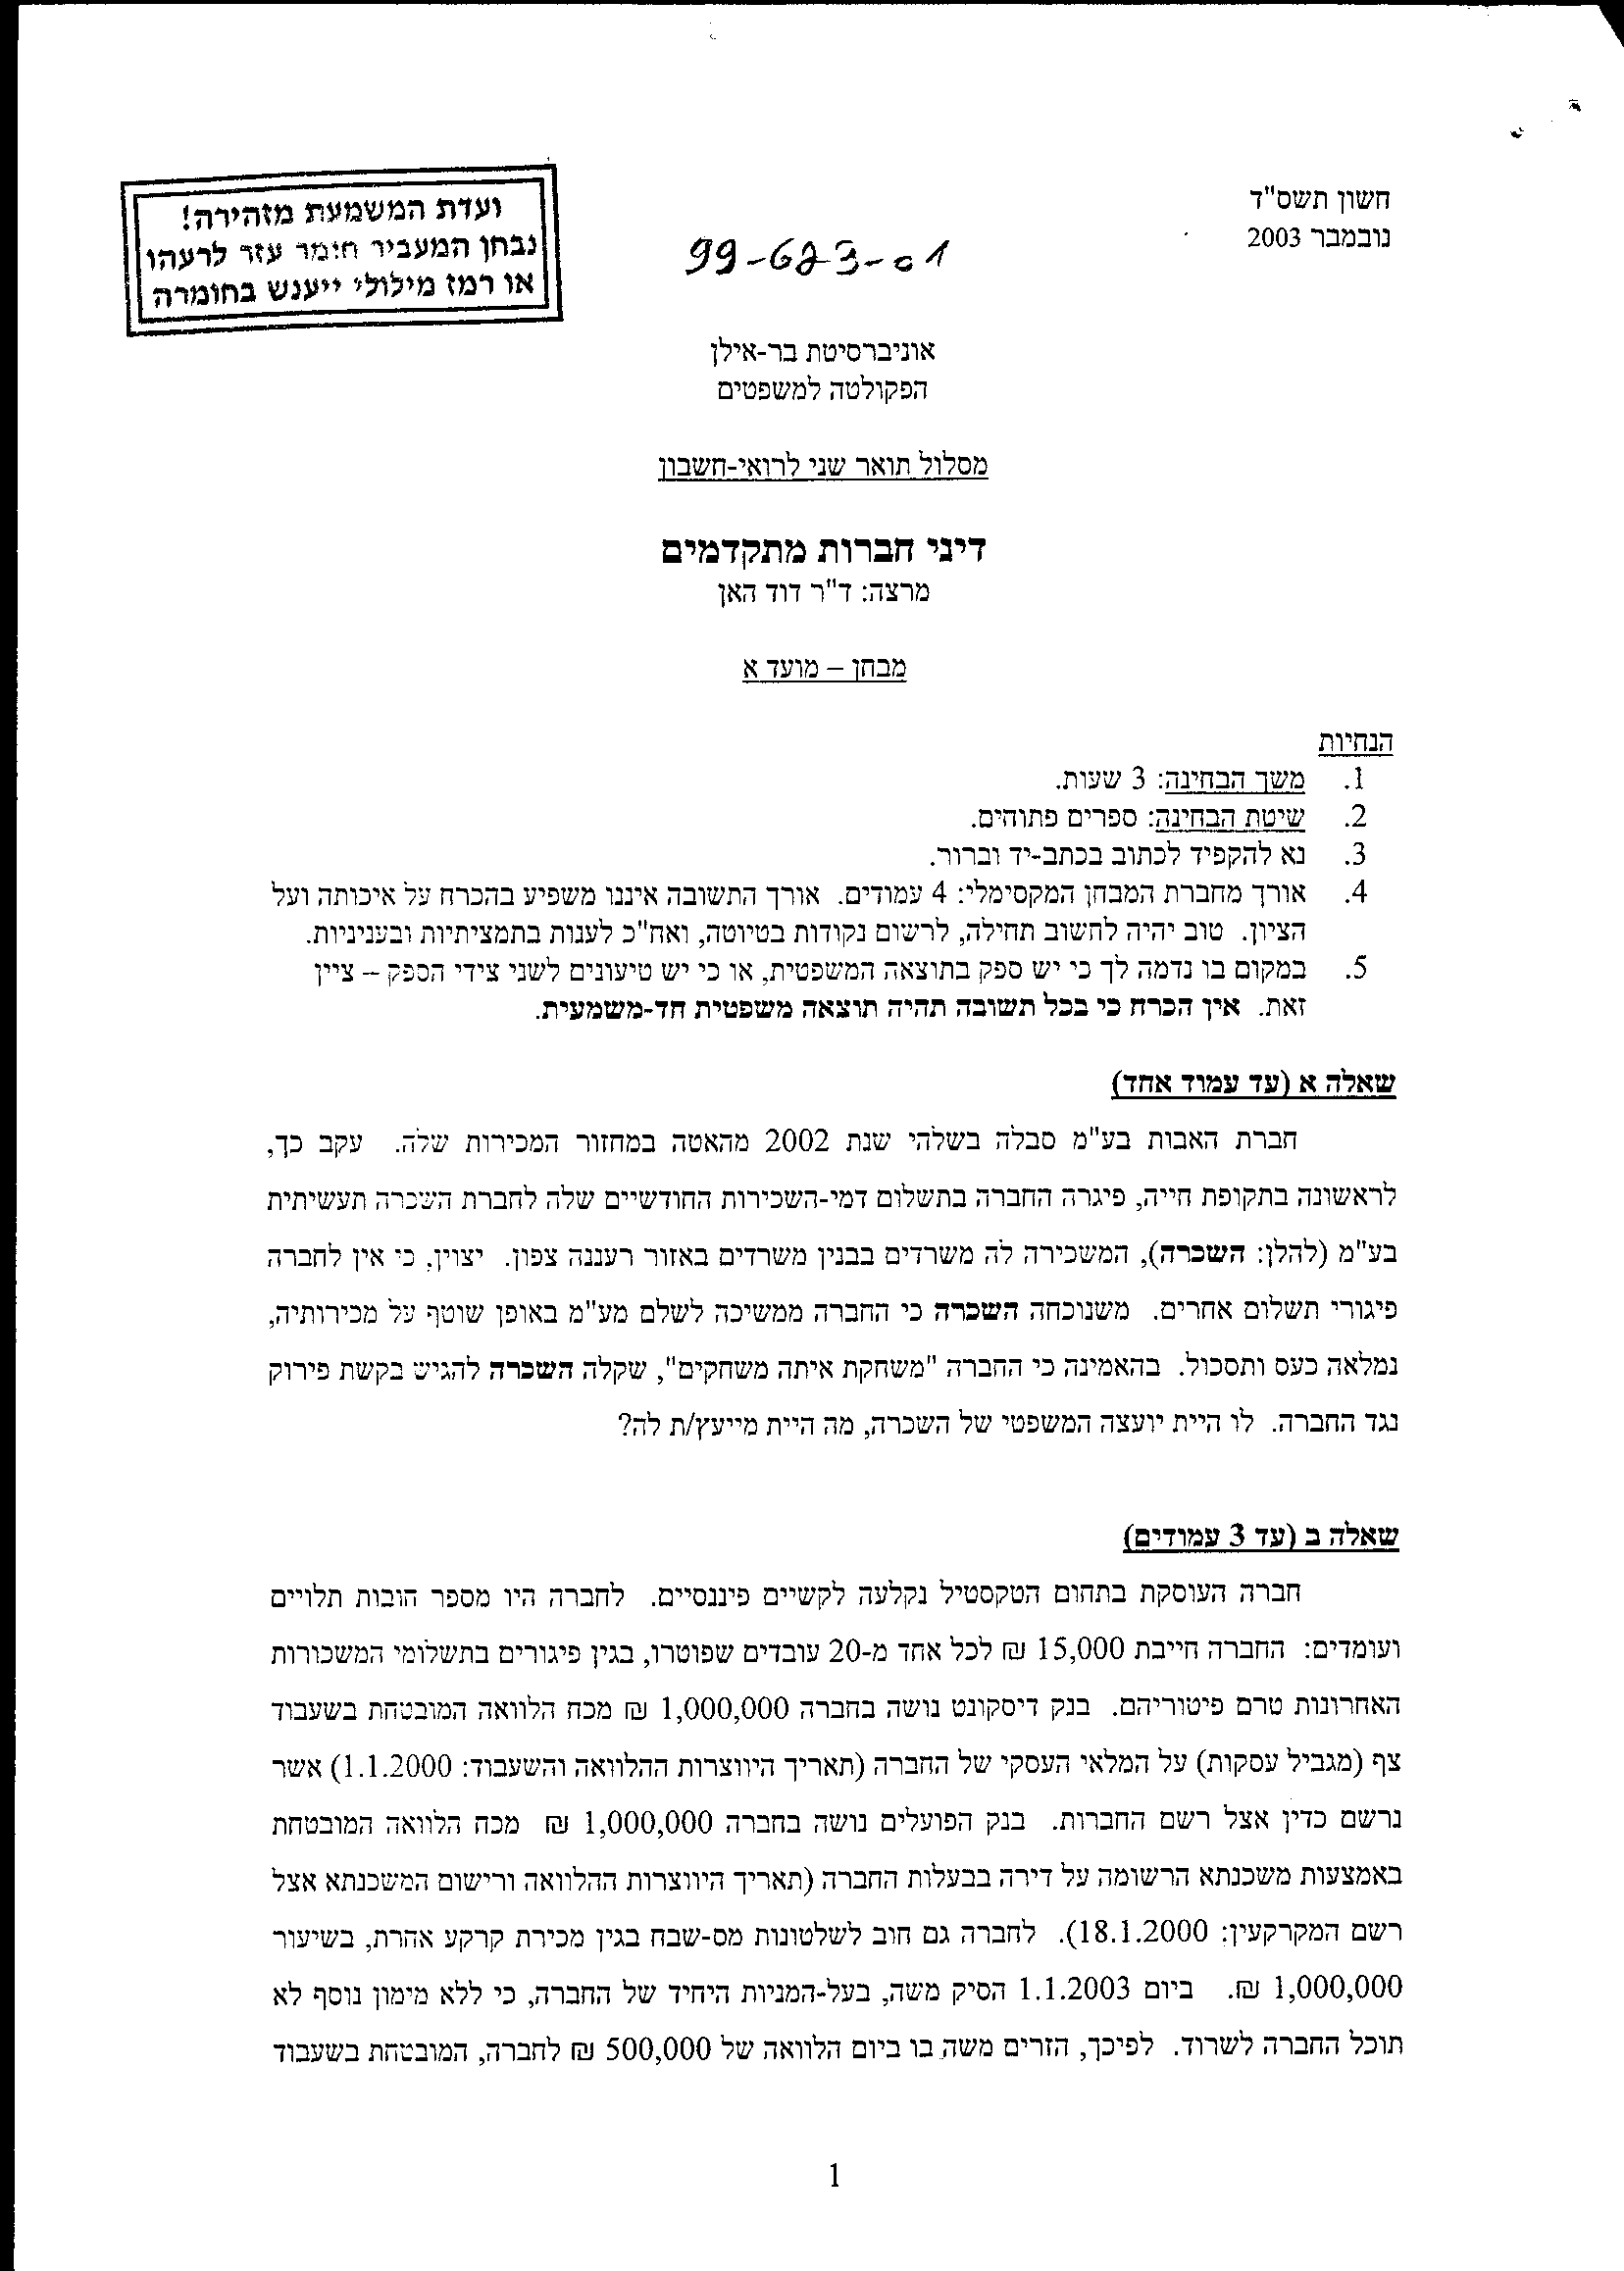 חשון תשס"ד
נובמבר 2003
ועדת המשמעת מזהירה!
נבחן המעביר חומר עזר לרעהו
או רמז מילולי ייענש בחומרה
99-623-01
אוניברסיטת בר-אילן
הפקולטה למשפטים
מסלול תואר שני לרואי-חשבון
דיני חברות מתקדמים
מרצה: ד"ר דוד האן
מבחן – מועד א
הנחיות
1. משך הבחינה: 3 שעות.
2. שיטת הבחינה: ספרים פתוחים.
3. נא להקפיד לכתוב בכתב-יד וברור.
4. אורך מחברת המבחן המקסימלי: 4 עמודים. אורך התשובה איננו משפיע בהכרח על איכותה ועל
הציון. טוב יהיה לחשוב תחילה, לרשום נקודות בטיוטה, ואח"כ לענות בתמציתיות ובעניניות.
5. במקום בו נדמה לך כי יש ספק בתוצאה המשפטית, או כי יש טיעונים לשני צידי הספק – ציין
זאת. אין הכרח כי בכל תשובה תהיה תוצאה משפטית חד-משמעית.
שאלה א (עד עמוד אחד)
חברת האבות בע"מ סבלה בשלהי שנת 2002 מהאטה במחזור המכירות שלה. עקב כך,
לראשונה בתקופת חייה, פיגרה החברה בתשלום דמי-השכירות החודשיים שלה לחברת השכרה תעשיתית
בע"מ (להלן: השכרה), המשכירה לה משרדים בבנין משרדים באזור רעננה צפון. יצוין, כי אין לחברה
פיגורי תשלום אחרים. משנוכחה השכרה כי החברה ממשיכה לשלם מע"מ באופן שוטף על מכירותיה,
נמלאה כעס ותסכול. בהאמינה כי החברה "משחקת איתה משחקים", שקלה השכרה להגיש בקשת פירוק
נגד החברה. לו היית יועצה המשפטי של השכרה, מה היית מייעץ/ת לה?
שאלה ב (עד 3 עמודים)
חברה העוסקת בתחום הטקסטיל נקלעה לקשיים פיננסיים. לחברה היו מספר חובות תלויים
ועומדים: החברה חייבת 15,000 ₪ לכל אחד מ-20 עובדים שפוטרו, בגין פיגורים בתשלומי המשכורות
האחרונות טרם פיטוריהם. בנק דיסקונט נושה בחברה 1,000,000 ₪ מכח הלוואה המובטחת בשעבוד
צף (מגביל עסקות) על המלאי העסקי של החברה (תאריך היווצרות ההלוואה והשעבוד: 1.1.2000) אשר
נרשם כדין אצל רשם החברות. בנק הפועלים נושה בחברה 1,000,000 ₪ מכח הלוואה המובטחת
באמצעות משכנתא הרשומה על דירה בבעלות החברה (תאריך היווצרות ההלוואה ורישום המשכנתא אצל
רשם המקרקעין: 18.1.2000). לחברה גם חוב לשלטונות מס-שבח בגין מכירת קרקע אחרת, בשיעור
1,000,000 ₪. ביום 1.1.2003 הסיק משה, בעל-המניות היחיד של החברה, כי ללא מימון נוסף לא
תוכל החברה לשרוד. לפיכך, הזרים משה בו ביום הלוואה של 500,000 ₪ לחברה, המובטחת בשעבוד
1